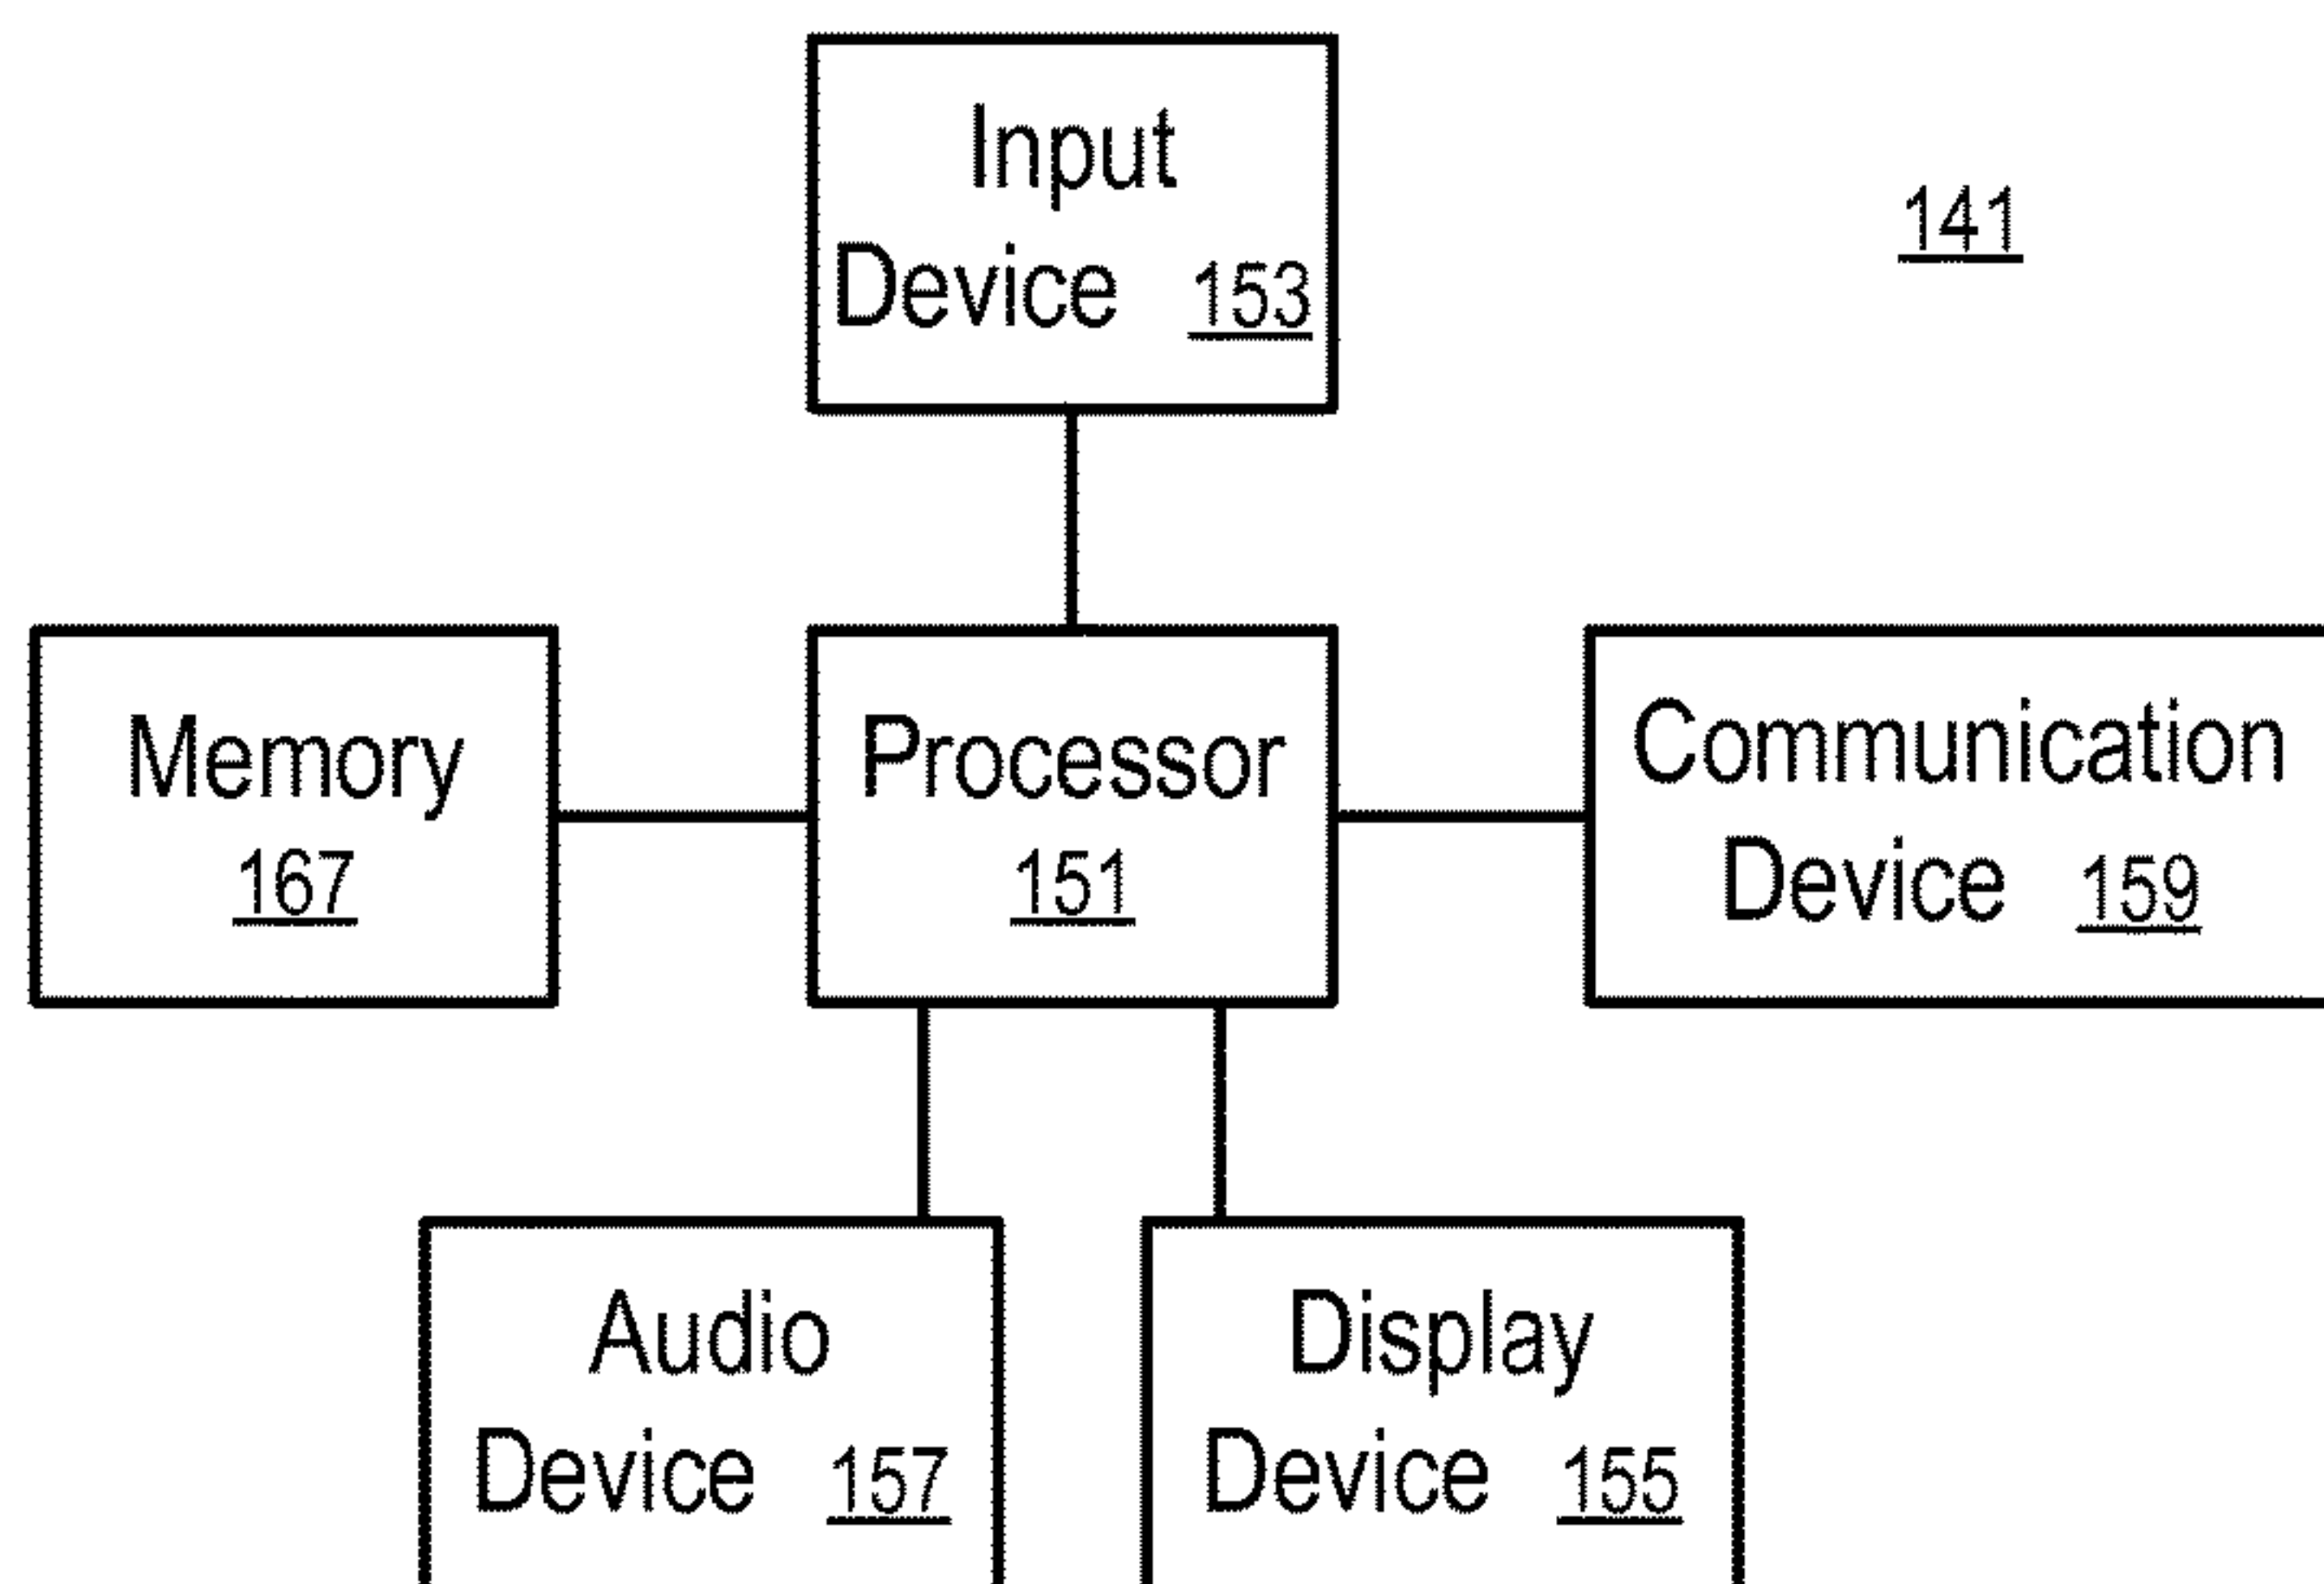 Input
Device 153
141
Memory
167
Processor
151
Communication
Device 159
Audio
Device 157
Display
Device 155